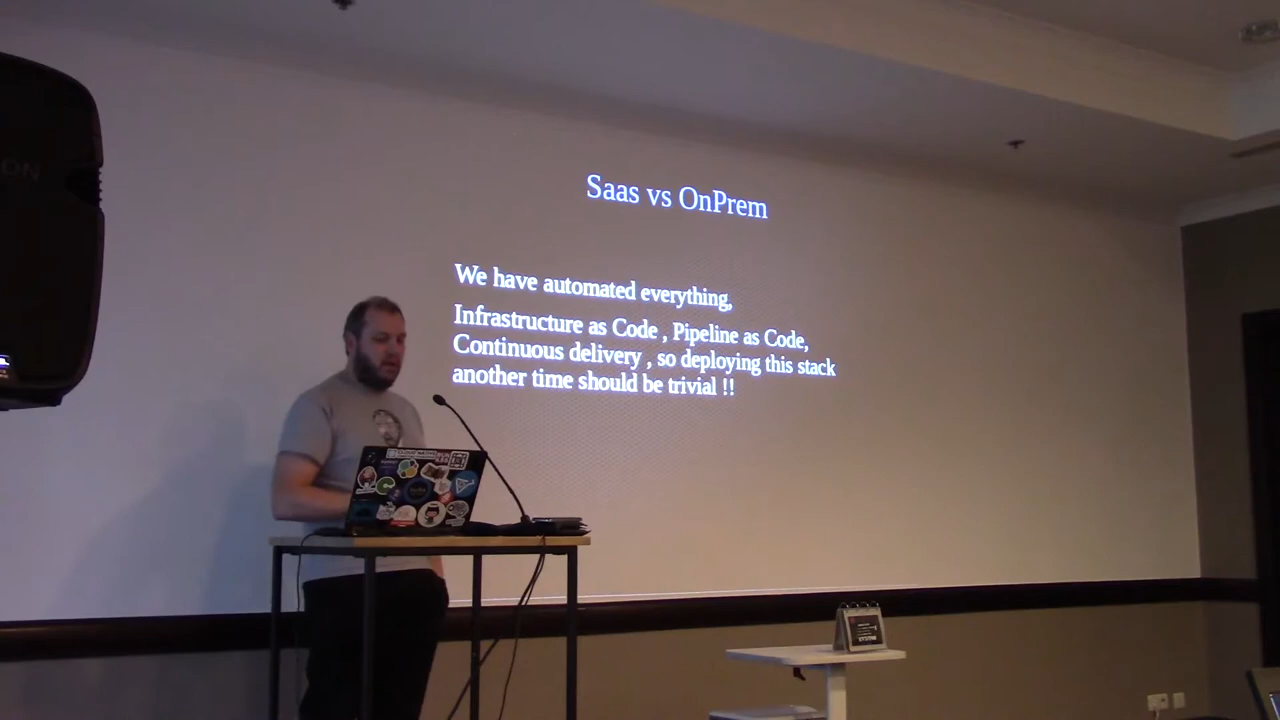 Saas vs OnPrem
We have automated everything,
Infrastructure as Code , Pipeline as Code,
Continuous delivery , so deploying this stack
another time should be trivial !!